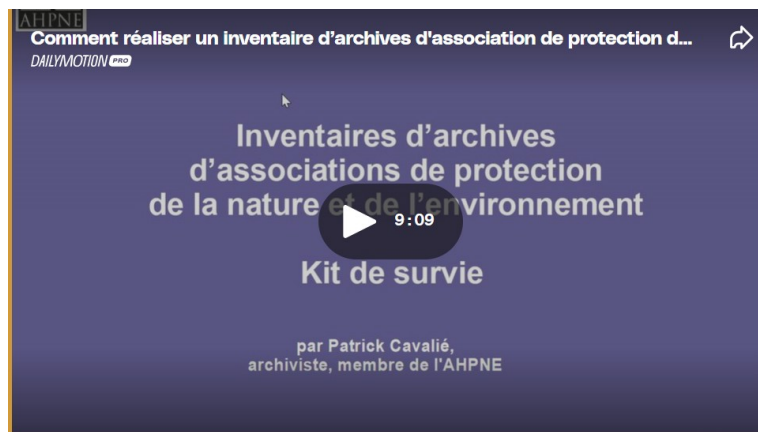 AHPNE
Comment réaliser un inventaire d’archives d'association de protection d...
DAILYMOTION PRO
Inventaires d’archives
d’associations de protection
de la nature et de l’environnement
9:09
Kit de survie
par Patrick Cavalié,
archiviste, membre de l'AHPNE